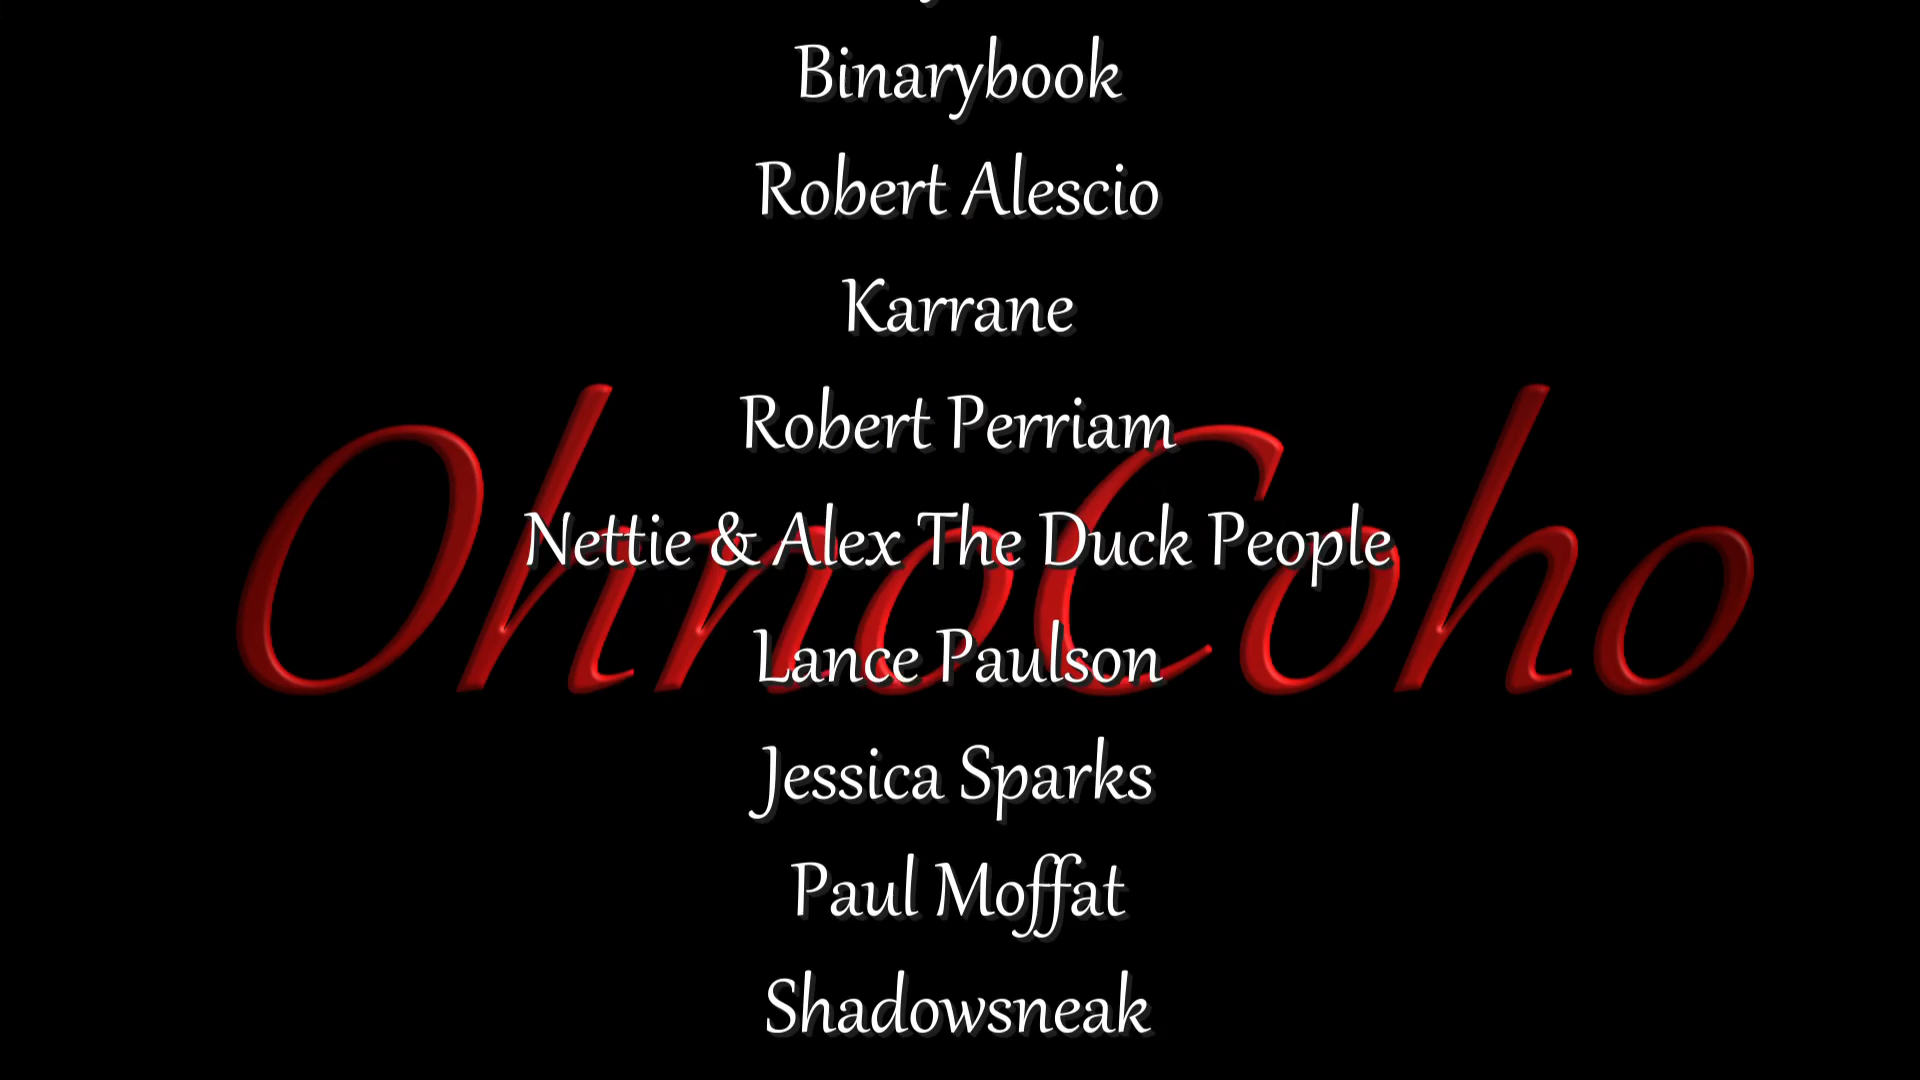 Binarybook
Robert Alescio
Karrane
Robert Perriam
OhnoCoho
Nettie & Alex The Duck People
Lance Paulson
Jessica Sparks
Paul Moffat
Shadowsneak